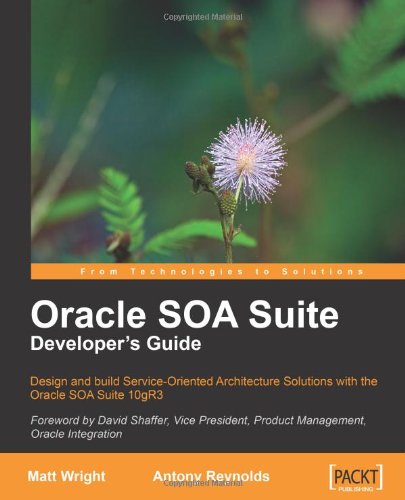 Copyrighted Material
From Technologies to Solutions
Oracle SOA Suite
Developer's Guide
Design and build Service-Oriented Architecture Solutions with the
Oracle SOA Suite 10gR3
Foreword by David Shaffer, Vice President, Product Management,
Oracle Integration
Matt Wright Antony Reynolds
PACKT
PUBLISHING
Copyrighted Material